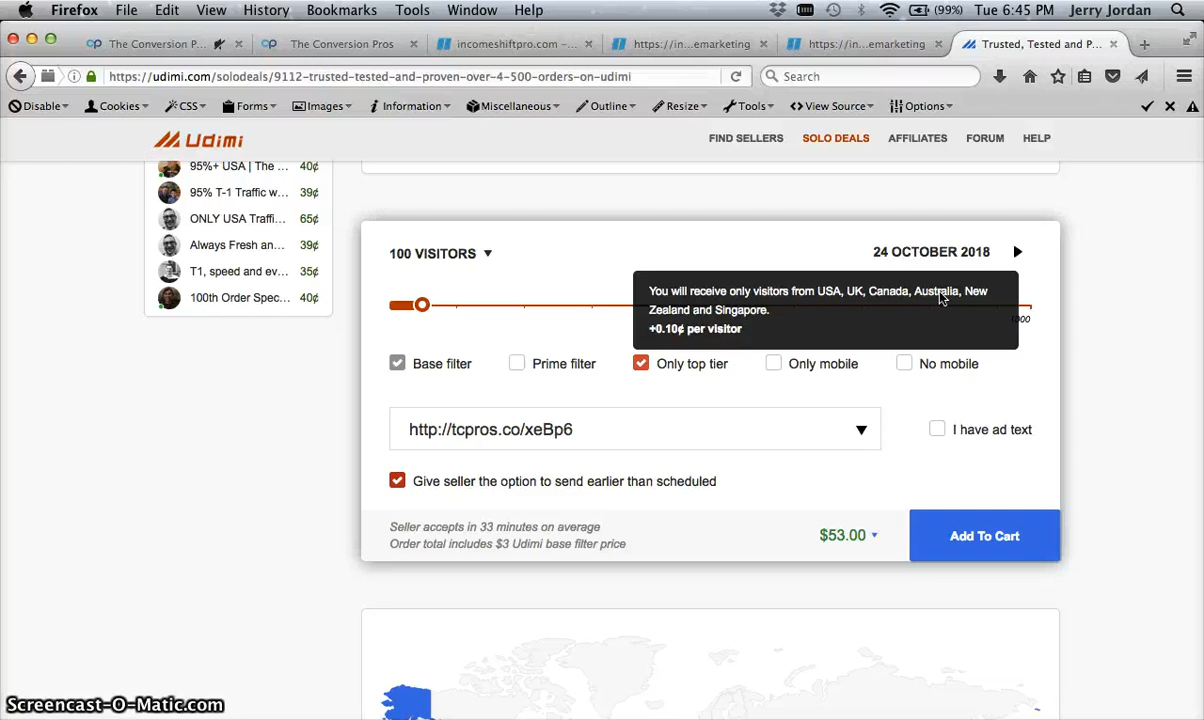 Firefox File Edit View History Bookmarks Tools Window Help (99%) Tue 6:45 PM Jerry Jordan
The Conversion P... × The Conversion Pros × incomeshiftpro.com –... × https://in...emarketing × https://in...emarketing × Trusted, Tested and P... × +
https://udimi.com/solodeals/9112-trusted-tested-and-proven-over-4-500-orders-on-udimi Search
Disable Cookies CSS Forms Images Information Miscellaneous Outline Resize Tools View Source Options
Udimi FIND SELLERS SOLO DEALS AFFILIATES FORUM HELP
95%+ USA | The ... 40¢
95% T-1 Traffic w... 39¢
ONLY USA Traffi... 65¢
Always Fresh an... 39¢
T1, speed and ev... 35¢
100th Order Spec... 40¢
100 VISITORS 24 OCTOBER 2018
You will receive only visitors from USA, UK, Canada, Australia, New
Zealand and Singapore.
+0.10¢ per visitor
1000
Base filter Prime filter Only top tier Only mobile No mobile
http://tcpros.co/xeBp6 I have ad text
Give seller the option to send earlier than scheduled
Seller accepts in 33 minutes on average
Order total includes $3 Udimi base filter price
$53.00 Add To Cart
Screencast-O-Matic.com